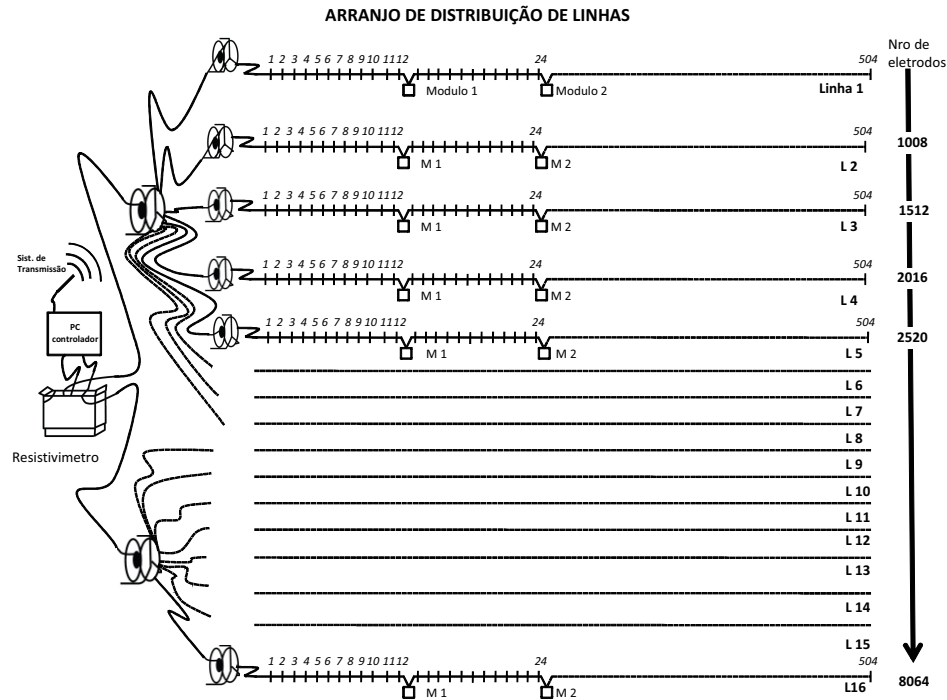 ARRANJO DE DISTRIBUIÇÃO DE LINHAS
Nro de
eletrodos
1 2 3 4 5 6 7 8 9 10 11 12 24 504
Modulo 1 Modulo 2 Linha 1
1 2 3 4 5 6 7 8 9 10 11 12 24 504 1008
M 1 M 2 L 2
1 2 3 4 5 6 7 8 9 10 11 12 24 504
1512
M 1 M 2 L 3
Sist. de
Transmissão
1 2 3 4 5 6 7 8 9 10 11 12 24 504 2016
M 1 M 2 L 4
PC
controlador
1 2 3 4 5 6 7 8 9 10 11 12 24 504
2520
M 1 M 2 L 5
L 6
L 7
L 8
Resistivimetro
L 9
L 10
L 11
L 12
L 13
L 14
L 15
1 2 3 4 5 6 7 8 9 10 11 12 24 504
8064
M 1 M 2 L16